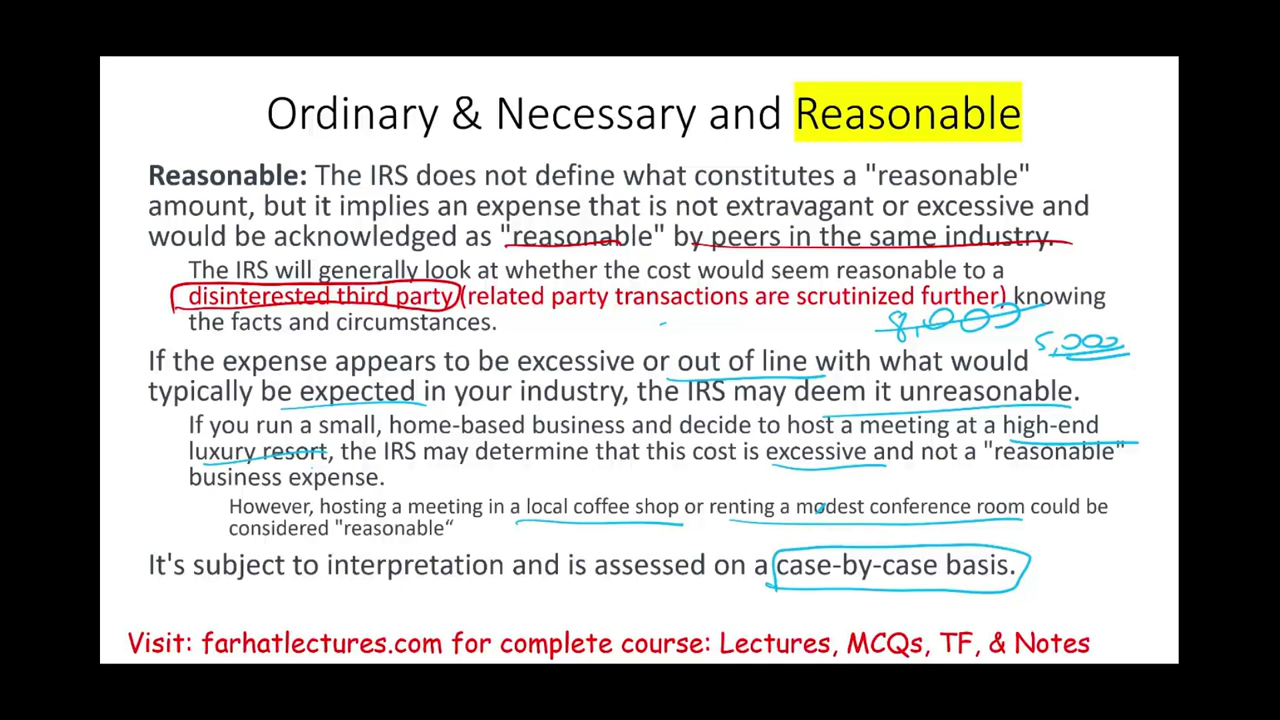 Ordinary & Necessary and Reasonable
Reasonable: The IRS does not define what constitutes a "reasonable"
amount, but it implies an expense that is not extravagant or excessive and
would be acknowledged as "reasonable" by peers in the same industry.
The IRS will generally look at whether the cost would seem reasonable to a
disinterested third party (related party transactions are scrutinized further) knowing
the facts and circumstances.
8,000
5,000
If the expense appears to be excessive or out of line with what would
typically be expected in your industry, the IRS may deem it unreasonable.
If you run a small, home-based business and decide to host a meeting at a high-end
luxury resort, the IRS may determine that this cost is excessive and not a "reasonable"
business expense.
However, hosting a meeting in a local coffee shop or renting a modest conference room could be
considered "reasonable“
It's subject to interpretation and is assessed on a case-by-case basis.
Visit: farhatlectures.com for complete course: Lectures, MCQs, TF, & Notes